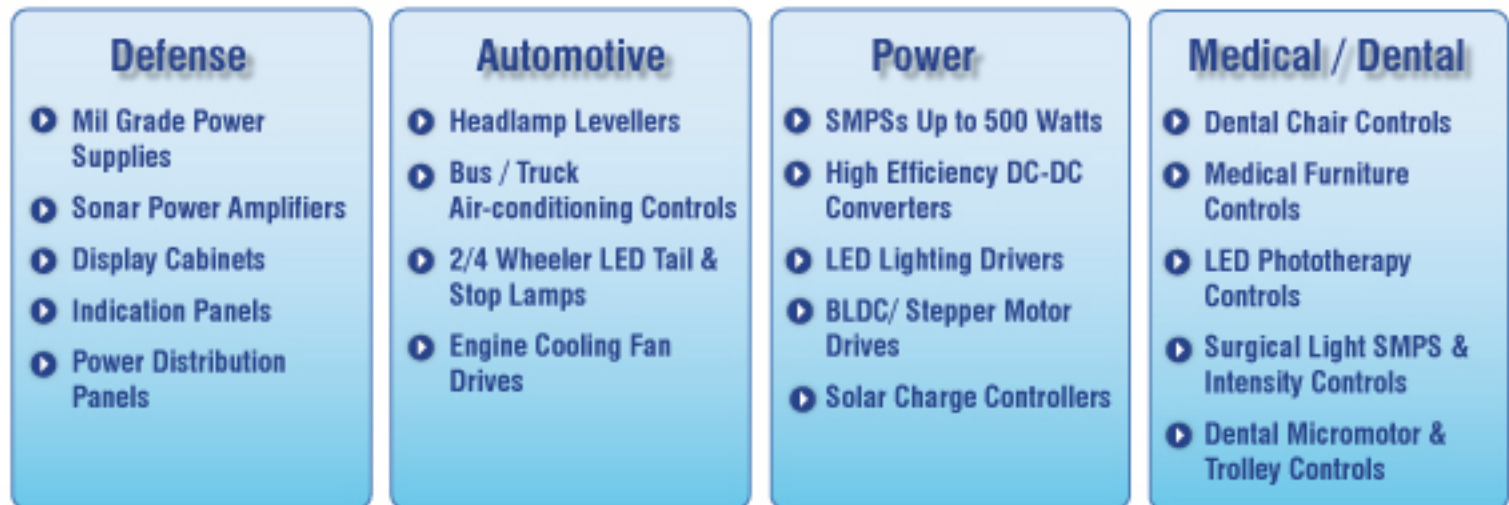 Defense
Mil Grade Power
Supplies
Sonar Power Amplifiers
Display Cabinets
Indication Panels
Power Distribution
Panels
Automotive
Headlamp Levellers
Bus / Truck
Air-conditioning Controls
2/4 Wheeler LED Tail &
Stop Lamps
Engine Cooling Fan
Drives
Power
SMPSs Up to 500 Watts
High Efficiency DC-DC
Converters
LED Lighting Drivers
BLDC/ Stepper Motor
Drives
Solar Charge Controllers
Medical / Dental
Dental Chair Controls
Medical Furniture
Controls
LED Phototherapy
Controls
Surgical Light SMPS &
Intensity Controls
Dental Micromotor &
Trolley Controls